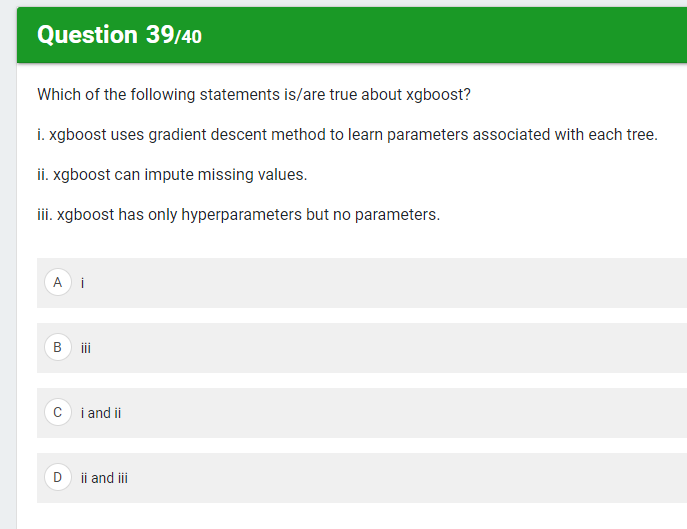 Question 39/40
Which of the following statements is/are true about xgboost?
i. xgboost uses gradient descent method to learn parameters associated with each tree.
ii. xgboost can impute missing values.
iii. xgboost has only hyperparameters but no parameters.
A i
B iii
C i and ii
D ii and iii